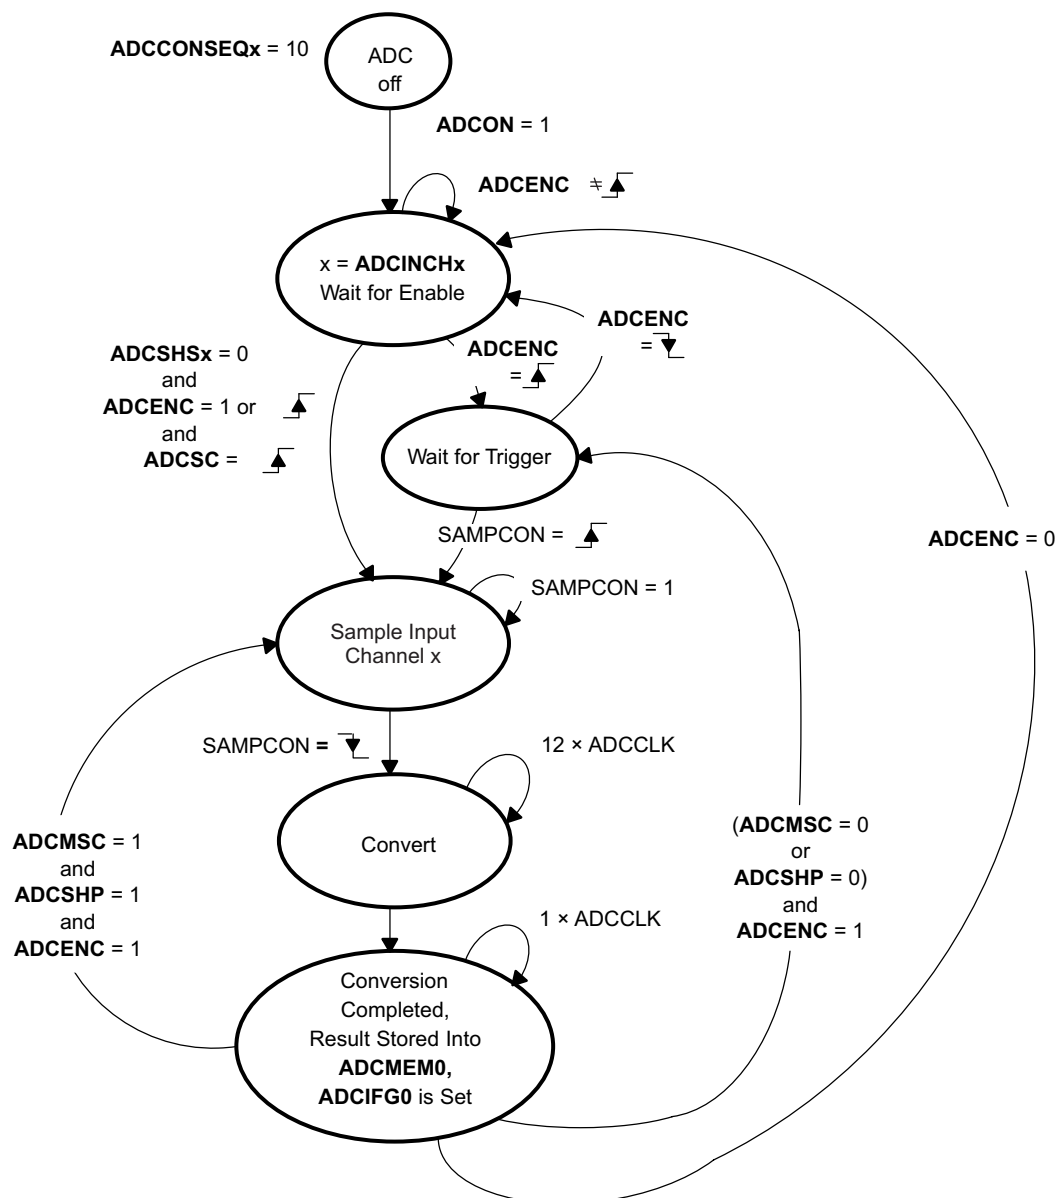 ADCCONSEQx = 10
ADC
off
ADCON = 1
ADCENC ≠
x = ADCINCHx
Wait for Enable
ADCENC
=
ADCENC
=
ADCSHSx = 0
and
ADCENC = 1 or
and
ADCSC =
Wait for Trigger
SAMPCON =
ADCENC = 0
SAMPCON = 1
Sample Input
Channel x
SAMPCON =
12 × ADCCLK
Convert
ADCMSC = 1
and
ADCSHP = 1
and
ADCENC = 1
(ADCMSC = 0
or
ADCSHP = 0)
and
ADCENC = 1
1 × ADCCLK
Conversion
Completed,
Result Stored Into
ADCMEM0,
ADCIFG0 is Set